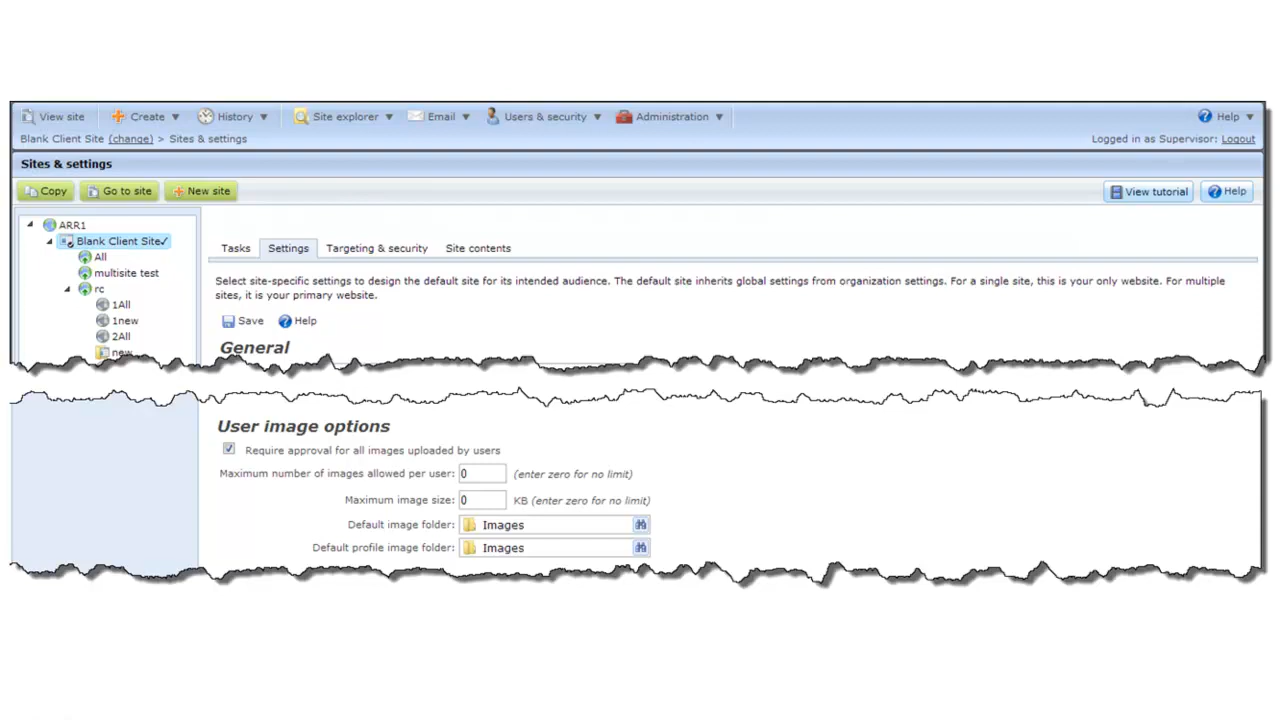 View site Create History Site explorer Email Users & security Administration Help
Blank Client Site (change) > Sites & settings Logged in as Supervisor: Logout
Sites & settings
Copy Go to site New site View tutorial Help
ARR1
Blank Client Site✓
All
multisite test
rc
1All
1new
2All
new
Tasks Settings Targeting & security Site contents
Select site-specific settings to design the default site for its intended audience. The default site inherits global settings from organization settings. For a single site, this is your only website. For multiple
sites, it is your primary website.
Save Help
General
User image options
Require approval for all images uploaded by users
Maximum number of images allowed per user: 0 (enter zero for no limit)
Maximum image size: 0 KB (enter zero for no limit)
Default image folder: Images
Default profile image folder: Images